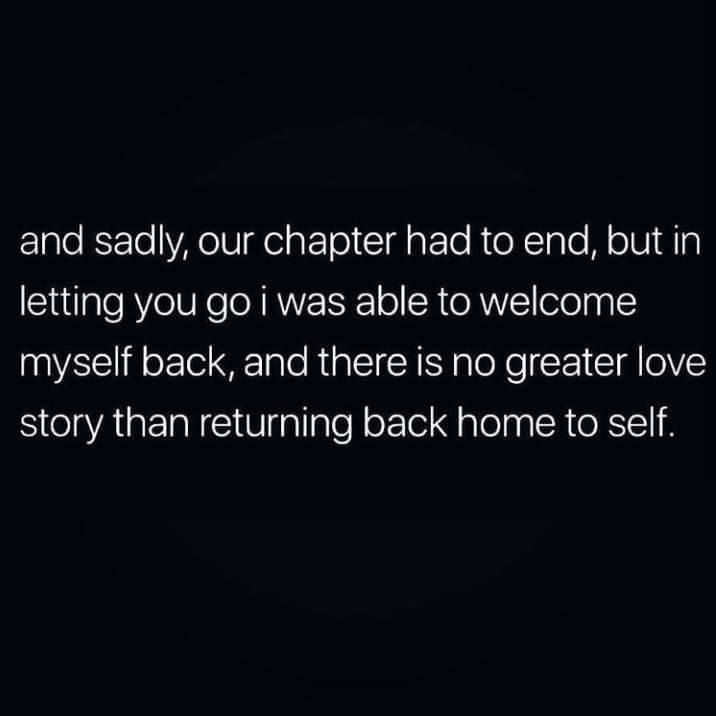 and sadly, our chapter had to end, but in
letting you go i was able to welcome
myself back, and there is no greater love
story than returning back home to self.